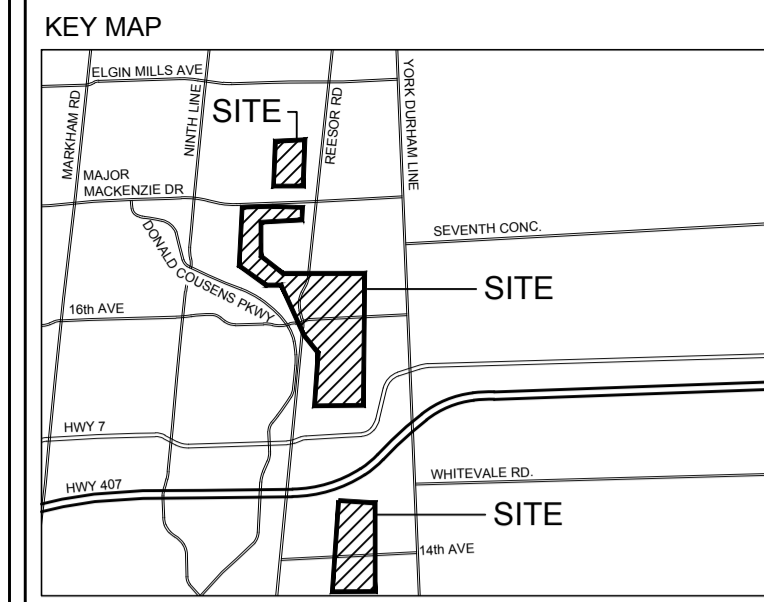 KEY MAP
ELGIN MILLS AVE
MARKHAM RD
NINTH LINE
SITE
REESOR RD
YORK DURHAM LINE
MAJOR
MACKENZIE DR
DONALD COUSENS PKWY
SEVENTH CONC.
SITE
16th AVE
HWY 7
HWY 407
WHITEVALE RD.
SITE
14th AVE